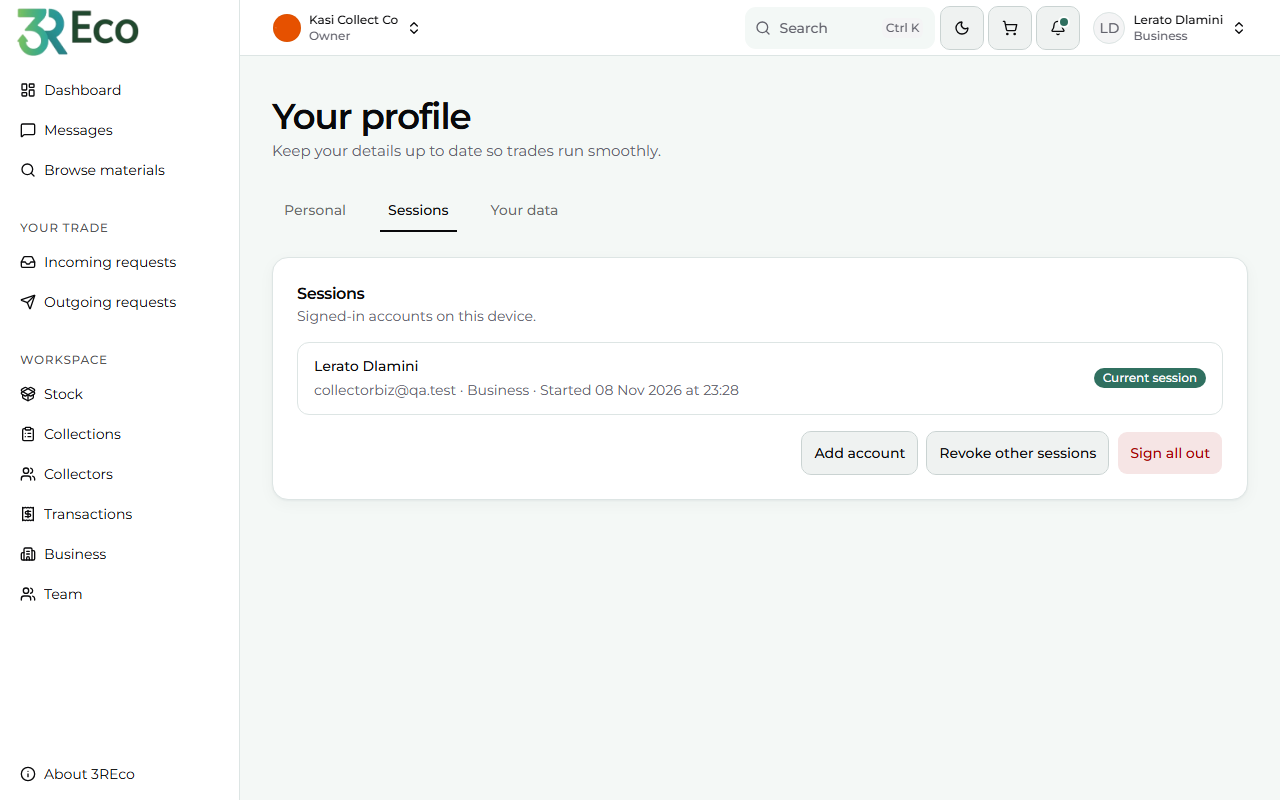 3R Eco
Dashboard
Messages
Browse materials
YOUR TRADE
Incoming requests
Outgoing requests
WORKSPACE
Stock
Collections
Collectors
Transactions
Business
Team
About 3REco
Kasi Collect Co
Owner
Search Ctrl K
LD
Lerato Dlamini
Business
Your profile
Keep your details up to date so trades run smoothly.
Personal Sessions Your data
Sessions
Signed-in accounts on this device.
Lerato Dlamini
collectorbiz@qa.test · Business · Started 08 Nov 2026 at 23:28
Current session
Add account Revoke other sessions Sign all out